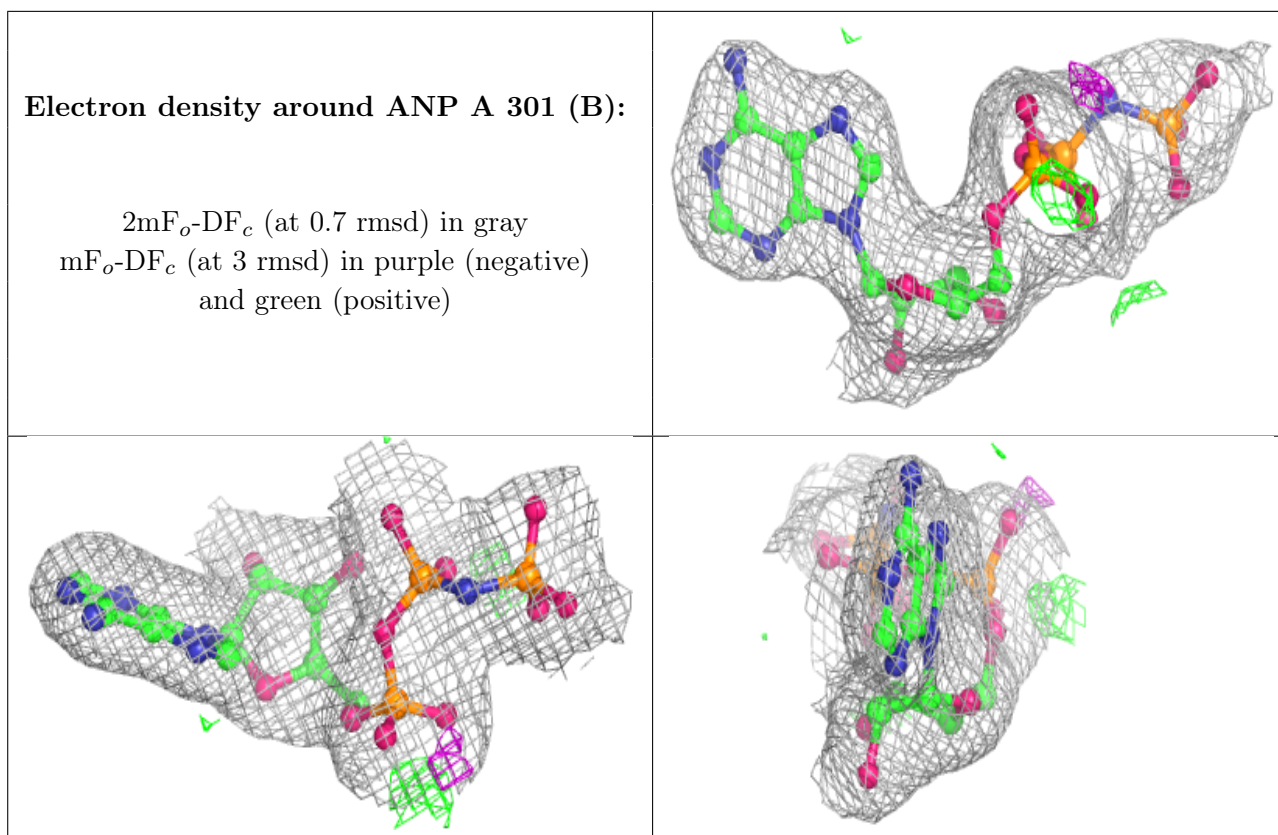 Electron density around ANP A 301 (B):
2mFₒ-DF𝒸 (at 0.7 rmsd) in gray
mFₒ-DF𝒸 (at 3 rmsd) in purple (negative)
and green (positive)